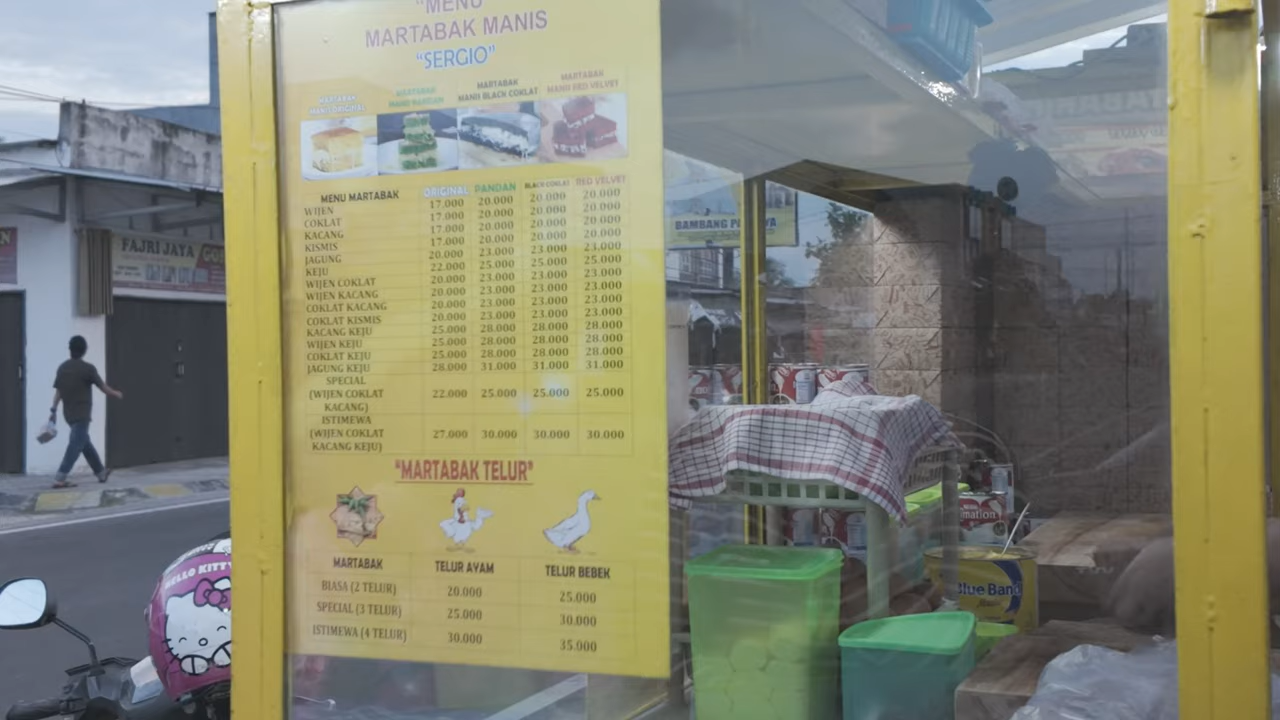 "MENU
MARTABAK MANIS
"SERGIO"
MARTABAK MANIS ORIGINAL
MARTABAK MANIS PANDAN
MARTABAK MANIS BLACK COKLAT
MARTABAK MANIS RED VELVET
MENU MARTABAK ORIGINAL PANDAN BLACK COKLAT RED VELVET
WIJEN 17.000 20.000 20.000 20.000
COKLAT 17.000 20.000 20.000 20.000
KACANG 17.000 20.000 20.000 20.000
KISMIS 17.000 20.000 20.000 20.000
JAGUNG 20.000 23.000 23.000 23.000
KEJU 22.000 25.000 25.000 25.000
WIJEN COKLAT 20.000 23.000 23.000 23.000
WIJEN KACANG 20.000 23.000 23.000 23.000
COKLAT KACANG 20.000 23.000 23.000 23.000
COKLAT KISMIS 20.000 23.000 23.000 23.000
KACANG KEJU 25.000 28.000 28.000 28.000
WIJEN KEJU 25.000 28.000 28.000 28.000
COKLAT KEJU 25.000 28.000 28.000 28.000
JAGUNG KEJU 28.000 31.000 31.000 31.000
SPECIAL
(WIJEN COKLAT 22.000 25.000 25.000 25.000
KACANG)
ISTIMEWA
(WIJEN COKLAT 27.000 30.000 30.000 30.000
KACANG KEJU)
"MARTABAK TELUR"
MARTABAK TELUR AYAM TELUR BEBEK
BIASA (2 TELUR) 20.000 25.000
SPECIAL (3 TELUR) 25.000 30.000
ISTIMEWA (4 TELUR) 30.000 35.000
FAJRI JAYA
HELLO KITTY
BAMBANG
Blue Band